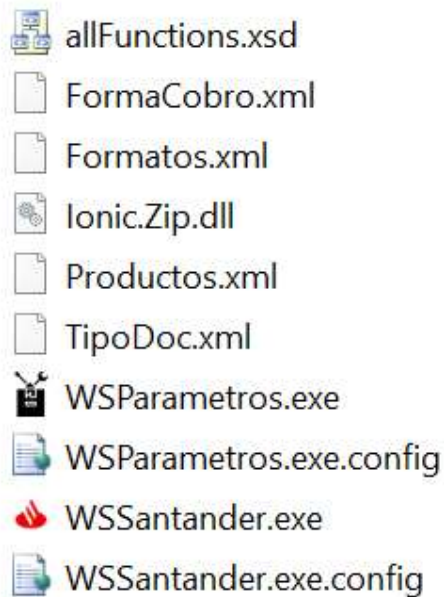 allFunctions.xsd
FormaCobro.xml
Formatos.xml
Ionic.Zip.dll
Productos.xml
TipoDoc.xml
WSParametros.exe
WSParametros.exe.config
WSSantander.exe
WSSantander.exe.config